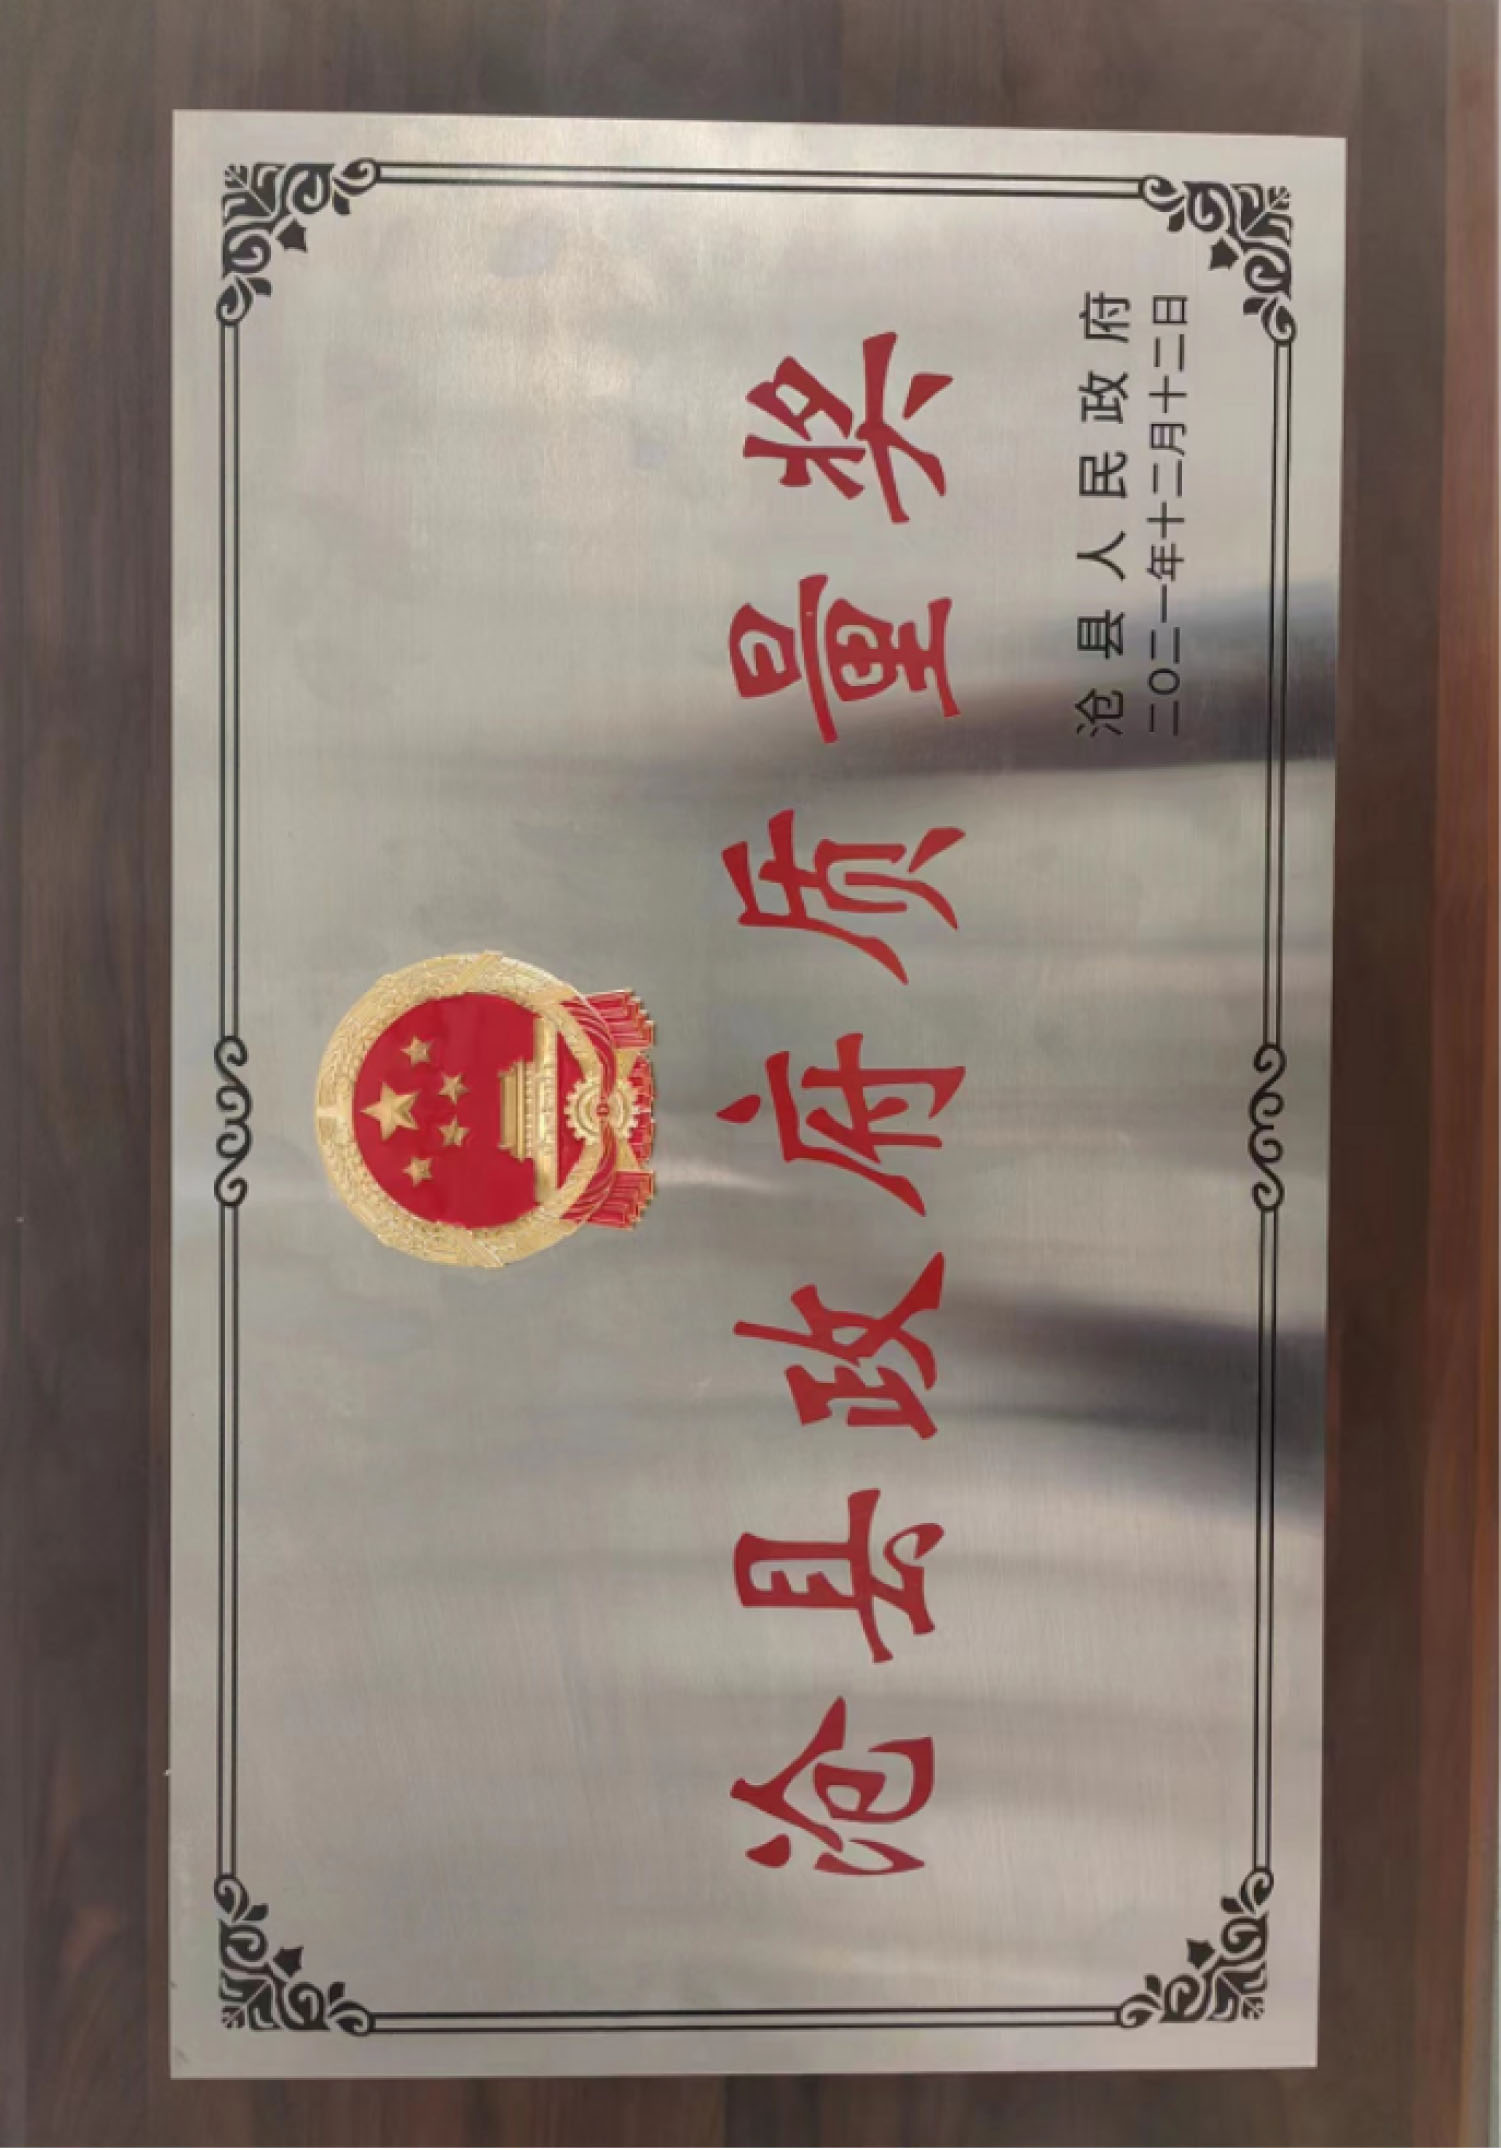 沧县政府质量奖
沧县人民政府
二〇二一年十二月十二日